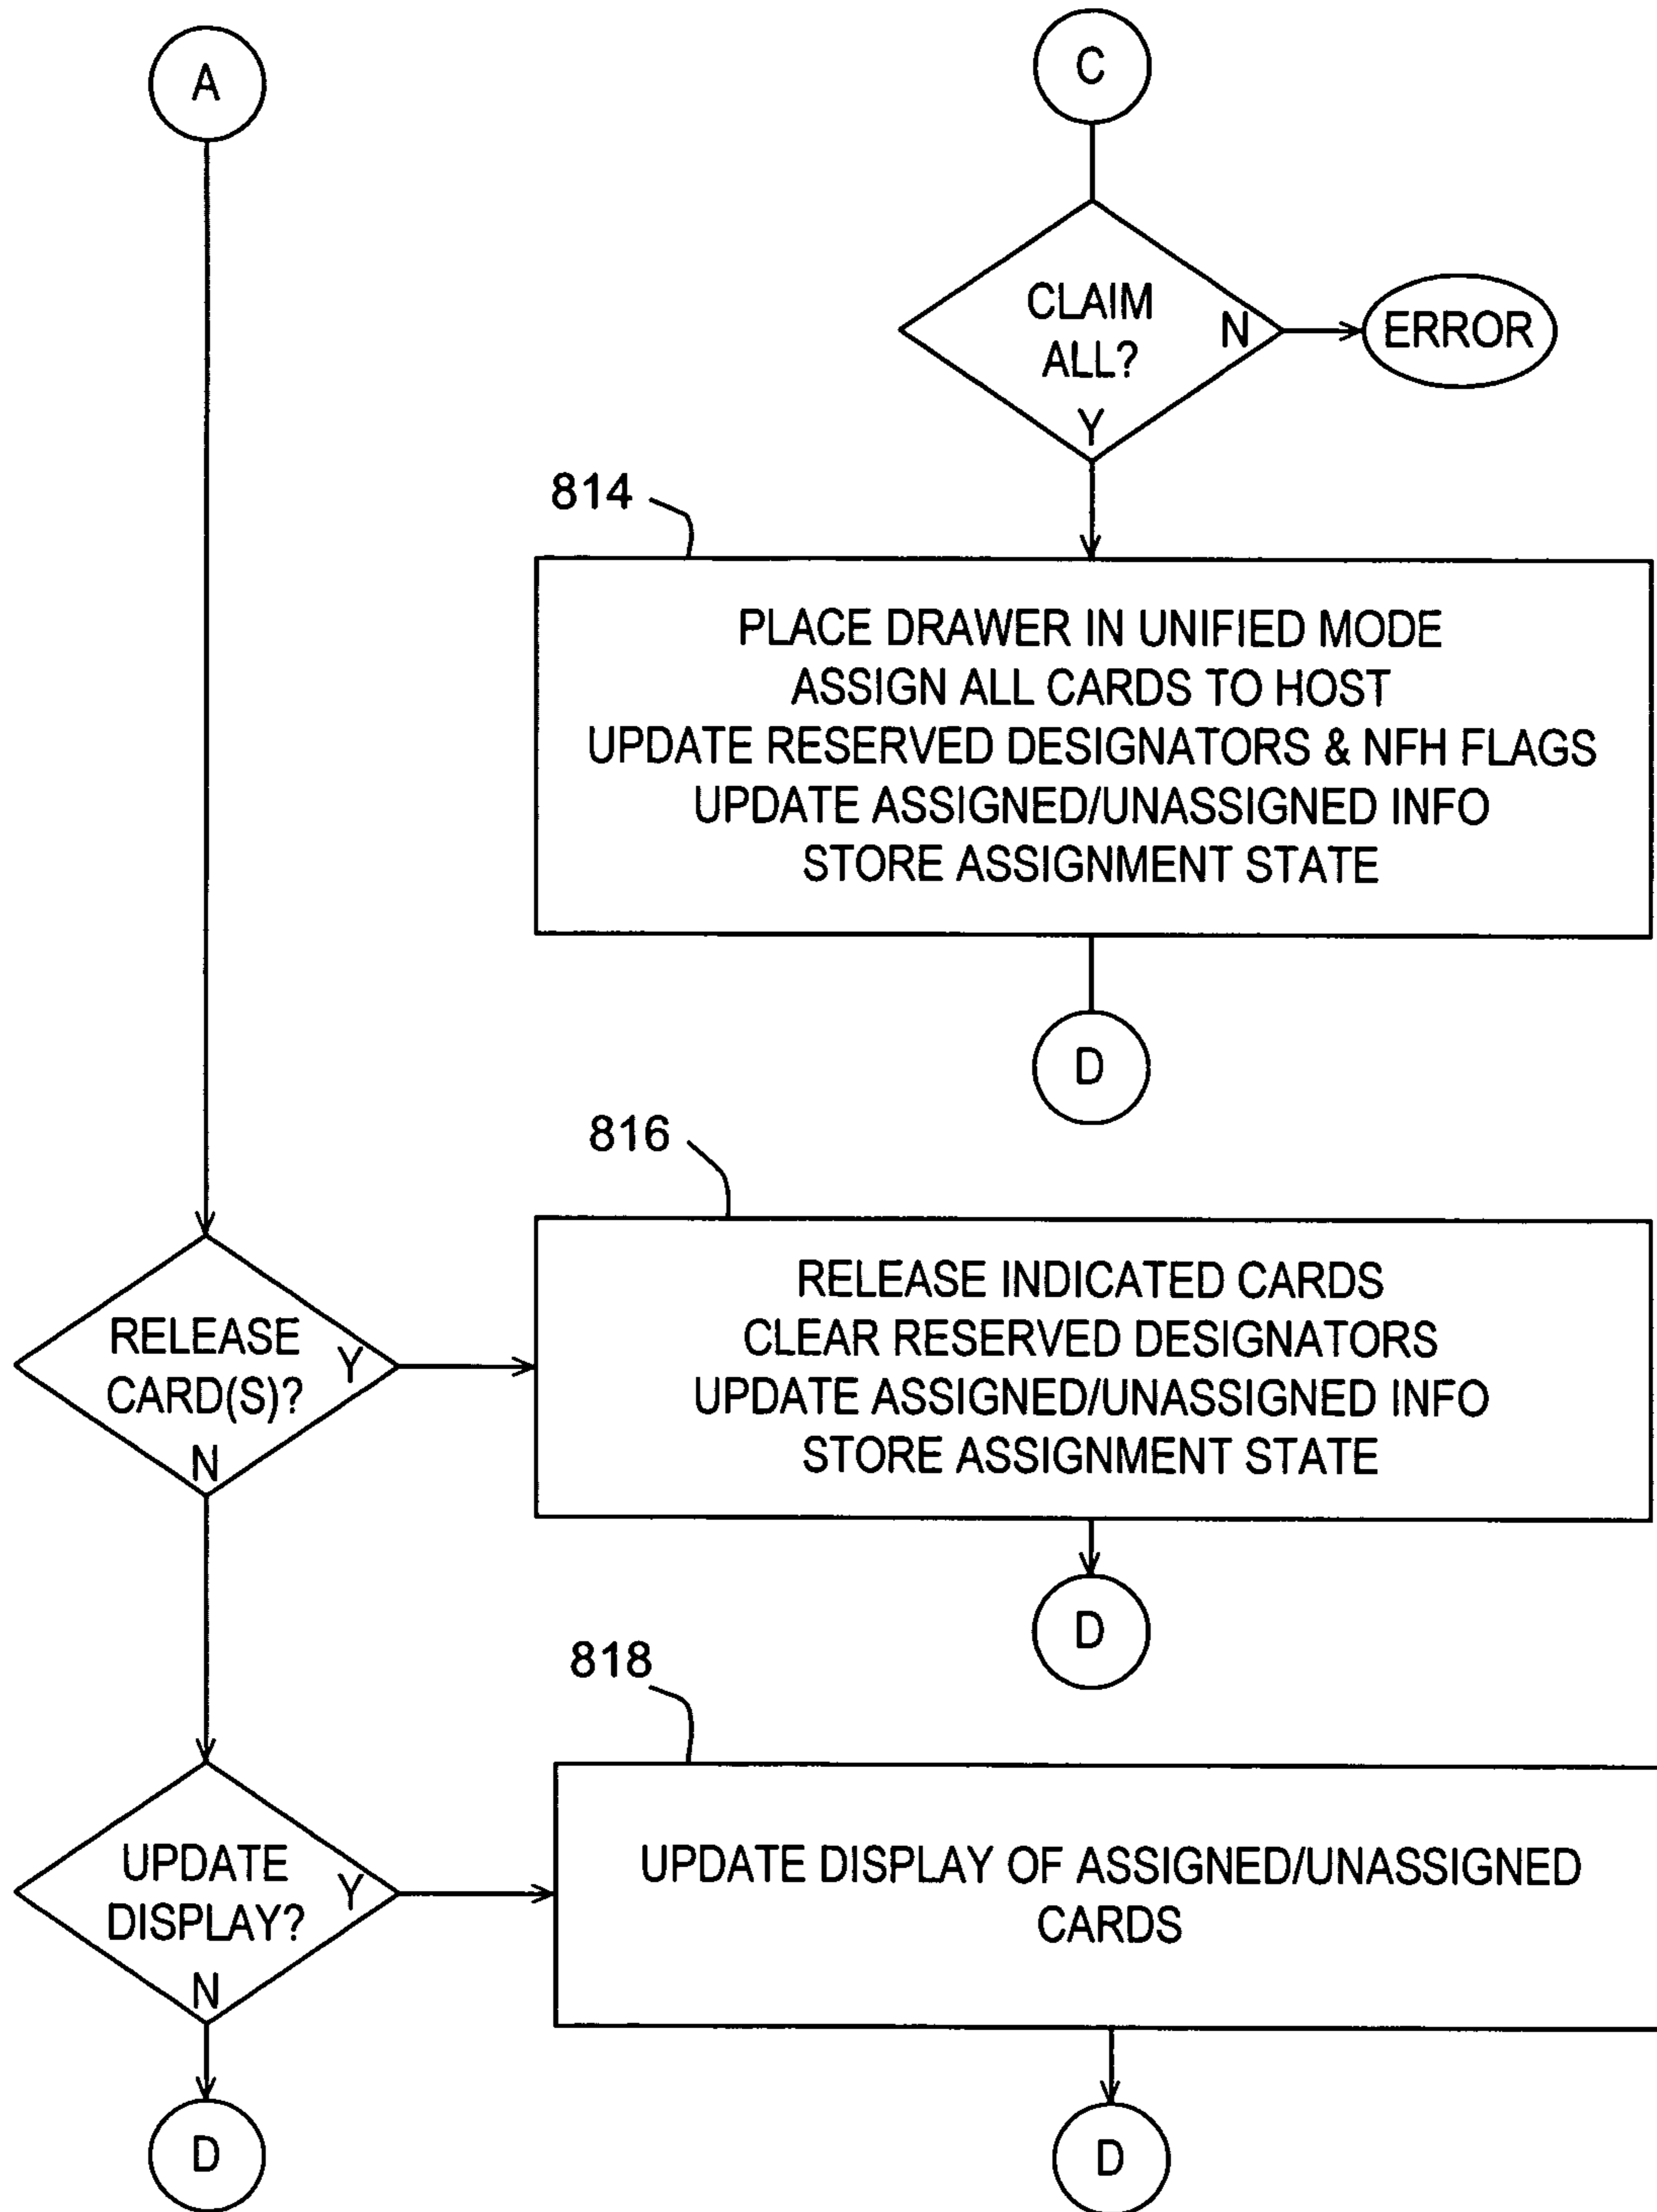 A
C
CLAIM
ALL?
N
Y
ERROR
814
PLACE DRAWER IN UNIFIED MODE
ASSIGN ALL CARDS TO HOST
UPDATE RESERVED DESIGNATORS & NFH FLAGS
UPDATE ASSIGNED/UNASSIGNED INFO
STORE ASSIGNMENT STATE
D
RELEASE
CARD(S)?
Y
N
816
RELEASE INDICATED CARDS
CLEAR RESERVED DESIGNATORS
UPDATE ASSIGNED/UNASSIGNED INFO
STORE ASSIGNMENT STATE
D
UPDATE
DISPLAY?
Y
N
818
UPDATE DISPLAY OF ASSIGNED/UNASSIGNED
CARDS
D
D